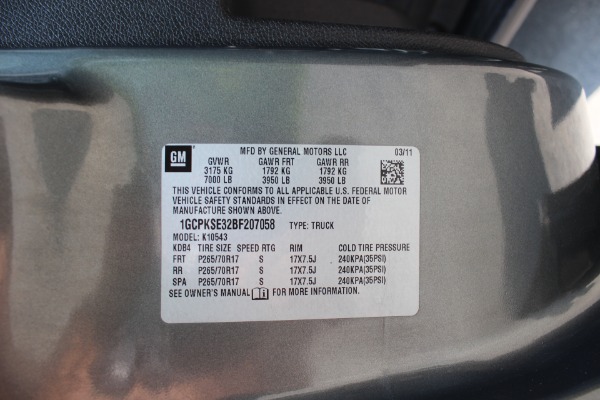 GM
MFD BY GENERAL MOTORS LLC 03/11
GVWR GAWR FRT GAWR RR
3175 KG 1792 KG 1792 KG
7000 LB 3950 LB 3950 LB
THIS VEHICLE CONFORMS TO ALL APPLICABLE U.S. FEDERAL MOTOR
VEHICLE SAFETY STANDARDS IN EFFECT ON THE DATE OF
MANUFACTURE SHOWN ABOVE.
1GCPKSE32BF207058 TYPE: TRUCK
MODEL: K10543
KDB4 TIRE SIZE SPEED RTG RIM COLD TIRE PRESSURE
FRT P265/70R17 S 17X7.5J 240KPA(35PSI)
RR P265/70R17 S 17X7.5J 240KPA(35PSI)
SPA P265/70R17 S 17X7.5J 240KPA(35PSI)
SEE OWNER'S MANUAL FOR MORE INFORMATION.